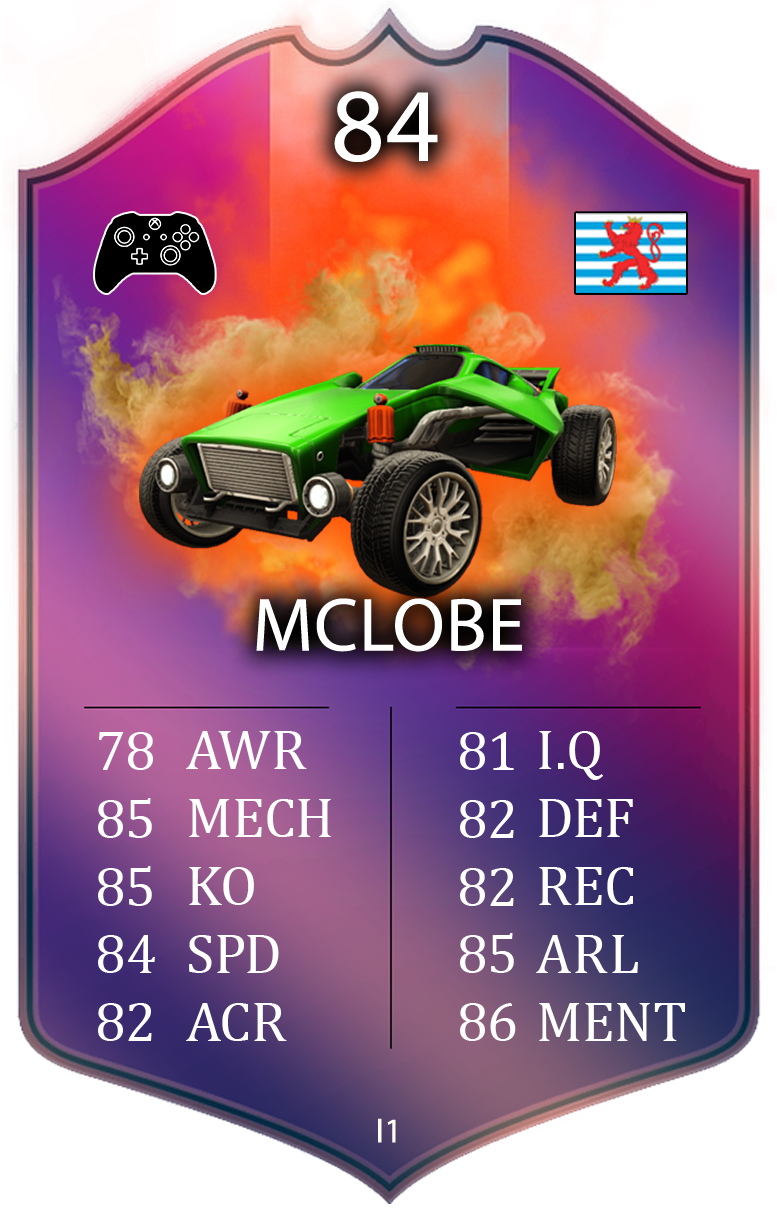 84
MCLOBE
78 AWR
85 MECH
85 KO
84 SPD
82 ACR
81 I.Q
82 DEF
82 REC
85 ARL
86 MENT
I1